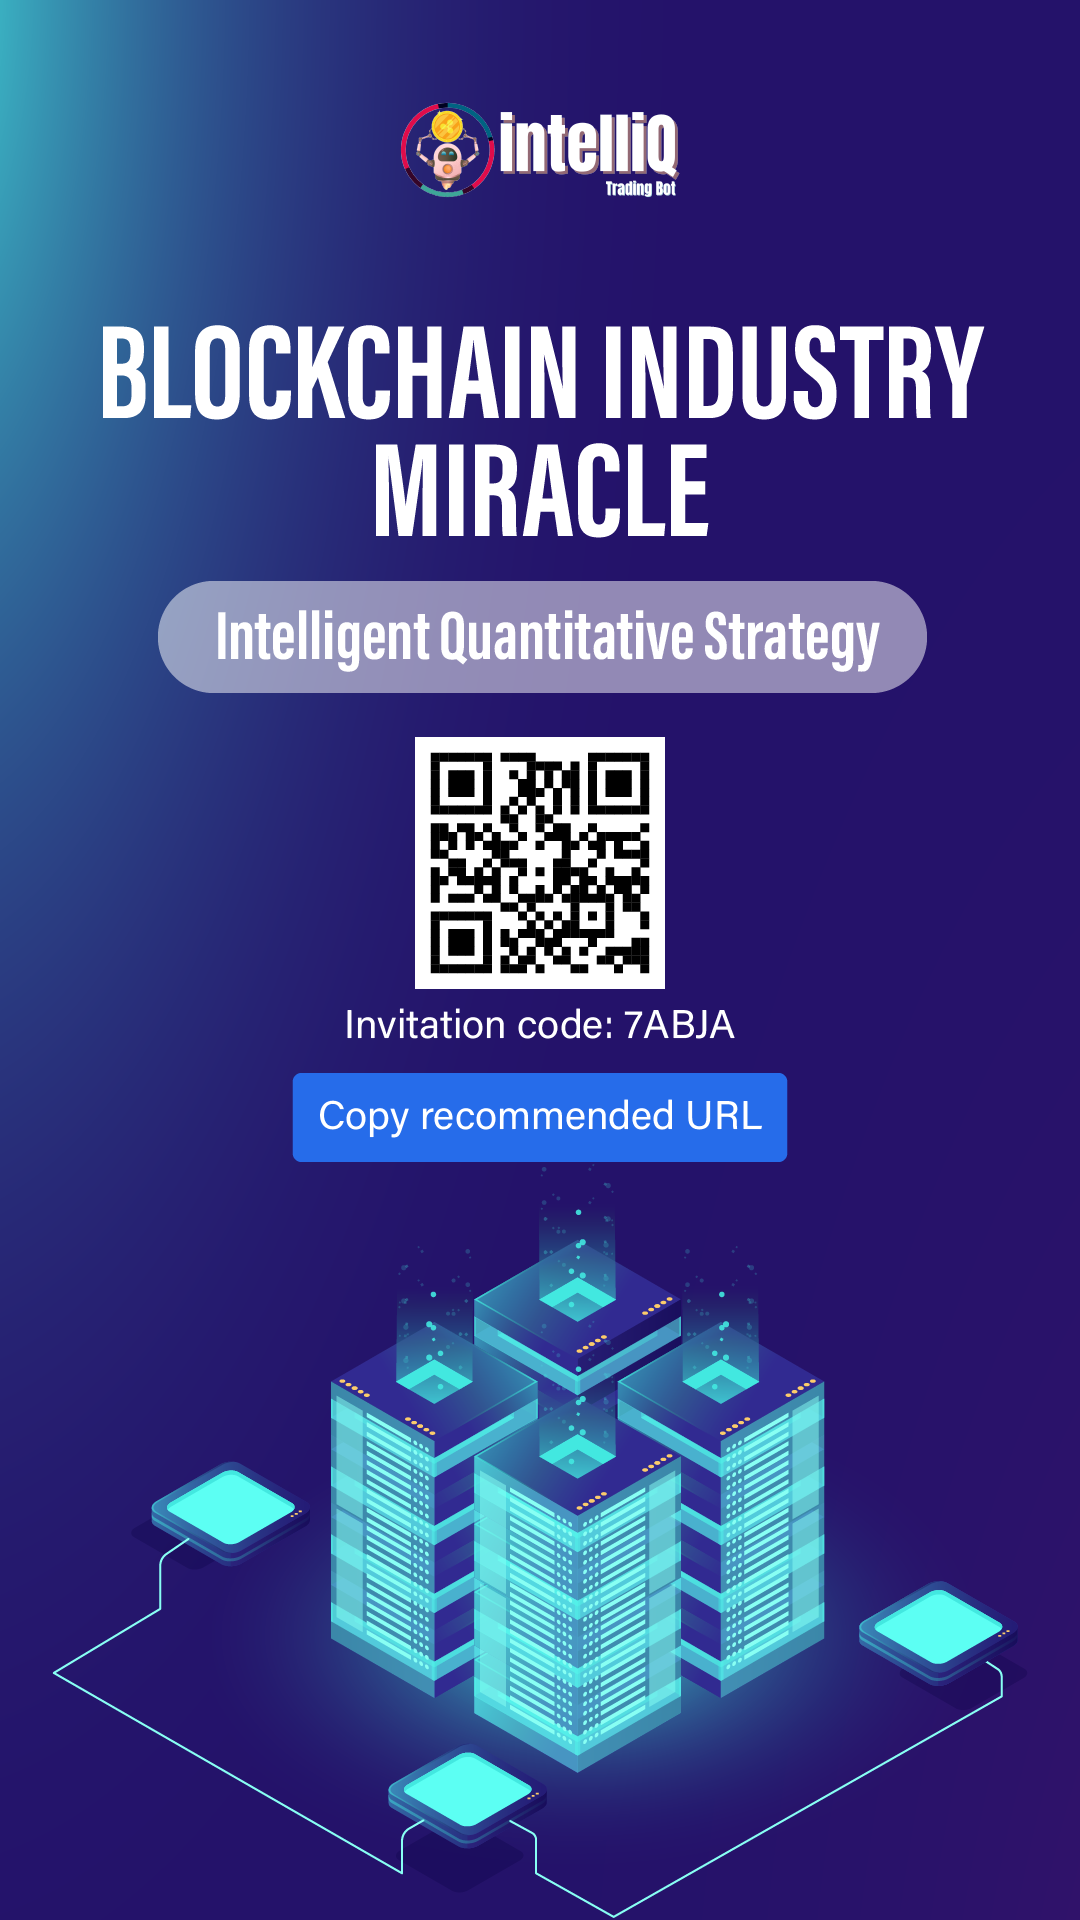 intelliQ
Trading Bot
BLOCKCHAIN INDUSTRY
MIRACLE
Intelligent Quantitative Strategy
Invitation code: 7ABJA
Copy recommended URL